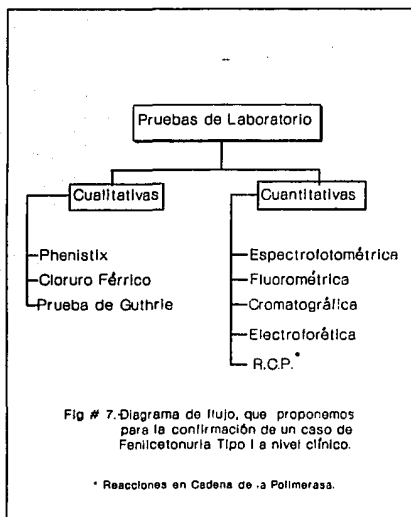 Pruebas de Laboratorio
Cualitativas
Phenistix
Cloruro Férrico
Prueba de Guthrie
Cuantitativas
Espectrofotométrica
Fluorométrica
Cromatográfica
Electroforética
R.C.P.*
Fig # 7.-Diagrama de flujo, que proponemos
para la confirmación de un caso de
Fenilcetonuria Tipo I a nivel clínico.
* Reacciones en Cadena de la Polimerasa.